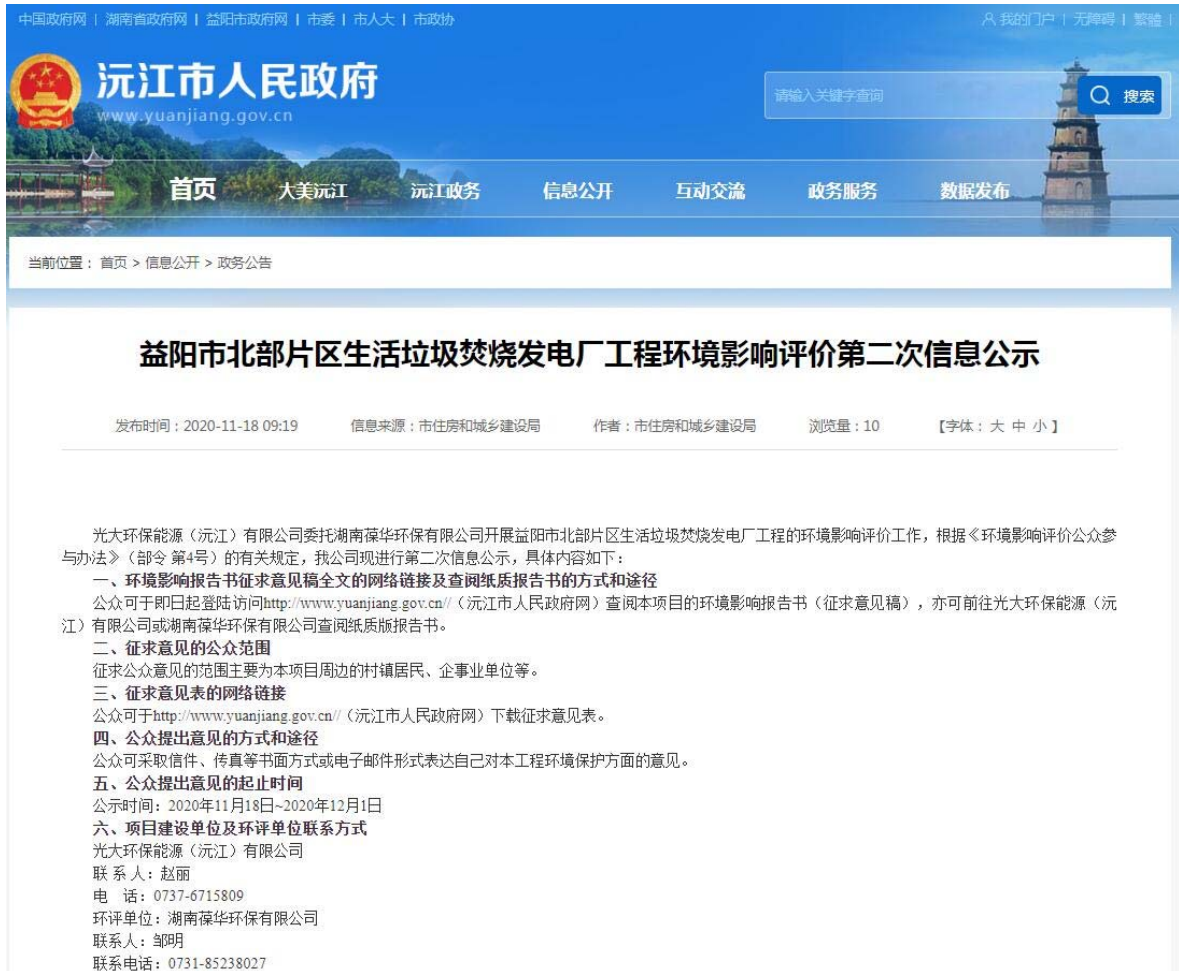 中国政府网 | 湖南省政府网 | 益阳市政府网 | 市委 | 市人大 | 市政协
我的门户 | 无障碍 | 繁體 |
沅江市人民政府
www.yuanjiang.gov.cn
请输入关键字查询
搜索
首页 大美沅江 沅江政务 信息公开 互动交流 政务服务 数据发布
当前位置： 首页 > 信息公开 > 政务公告
益阳市北部片区生活垃圾焚烧发电厂工程环境影响评价第二次信息公示
发布时间：2020-11-18 09:19 信息来源：市住房和城乡建设局 作者：市住房和城乡建设局 浏览量：10 【字体： 大 中 小 】
光大环保能源（沅江）有限公司委托湖南葆华环保有限公司开展益阳市北部片区生活垃圾焚烧发电厂工程的环境影响评价工作，根据《环境影响评价公众参
与办法》（部令 第4号）的有关规定，我公司现进行第二次信息公示，具体内容如下：
一、环境影响报告书征求意见稿全文的网络链接及查阅纸质报告书的方式和途径
公众可于即日起登陆访问http://www.yuanjiang.gov.cn//（沅江市人民政府网）查阅本项目的环境影响报告书（征求意见稿），亦可前往光大环保能源（沅
江）有限公司或湖南葆华环保有限公司查阅纸质版报告书。
二、征求意见的公众范围
征求公众意见的范围主要为本项目周边的村镇居民、企事业单位等。
三、征求意见表的网络链接
公众可于http://www.yuanjiang.gov.cn//（沅江市人民政府网）下载征求意见表。
四、公众提出意见的方式和途径
公众可采取信件、传真等书面方式或电子邮件形式表达自己对本工程环境保护方面的意见。
五、公众提出意见的起止时间
公示时间：2020年11月18日~2020年12月1日
六、项目建设单位及环评单位联系方式
光大环保能源（沅江）有限公司
联 系 人：赵丽
电 话：0737-6715809
环评单位：湖南葆华环保有限公司
联系人：邹明
联系电话：0731-85238027